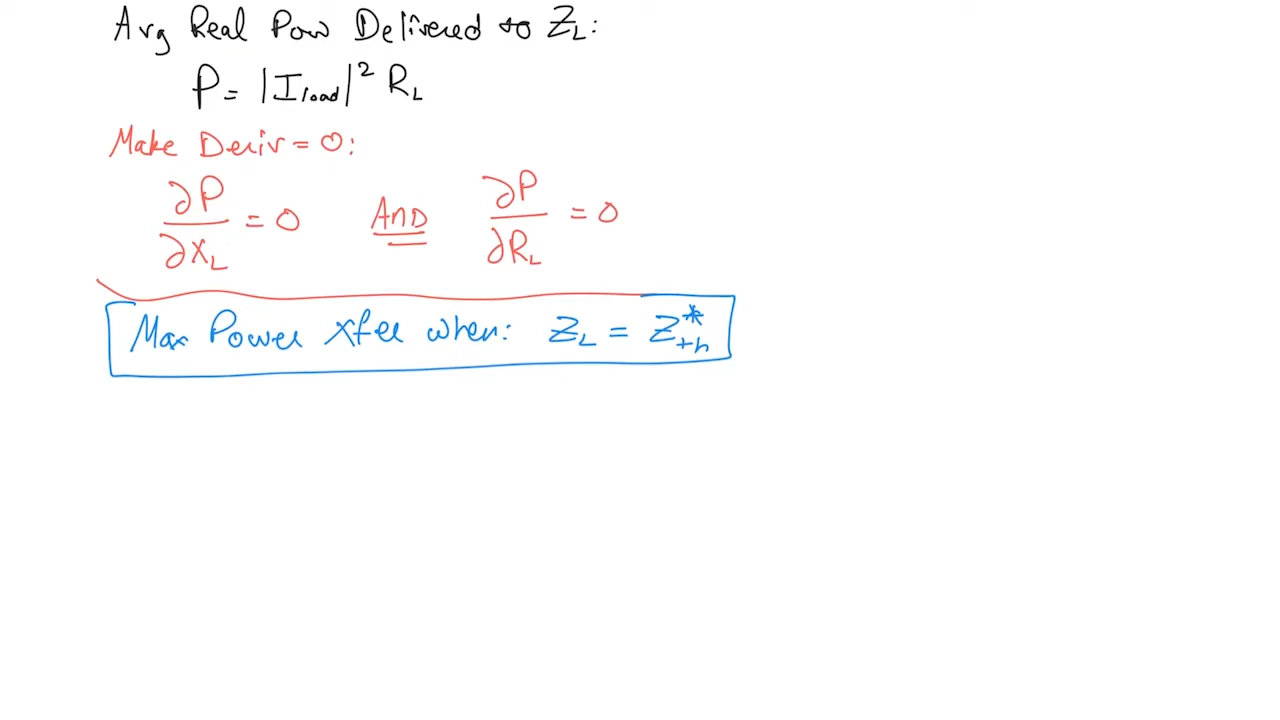 Avg Real Pow Delivered to Z_L:
P = |I_load|² R_L
Make Deriv = 0:
∂P/∂X_L = 0 AND ∂P/∂R_L = 0
Max Power Xfer when: Z_L = Z_th^*